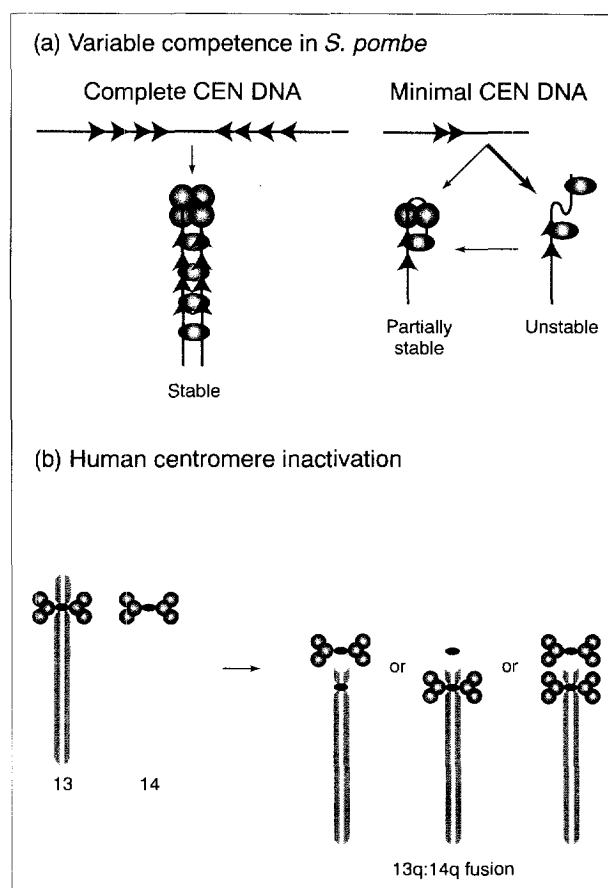 (a) Variable competence in S. pombe
Complete CEN DNA
Minimal CEN DNA
Partially
stable
Unstable
Stable
(b) Human centromere inactivation
or
or
13
14
13q:14q fusion